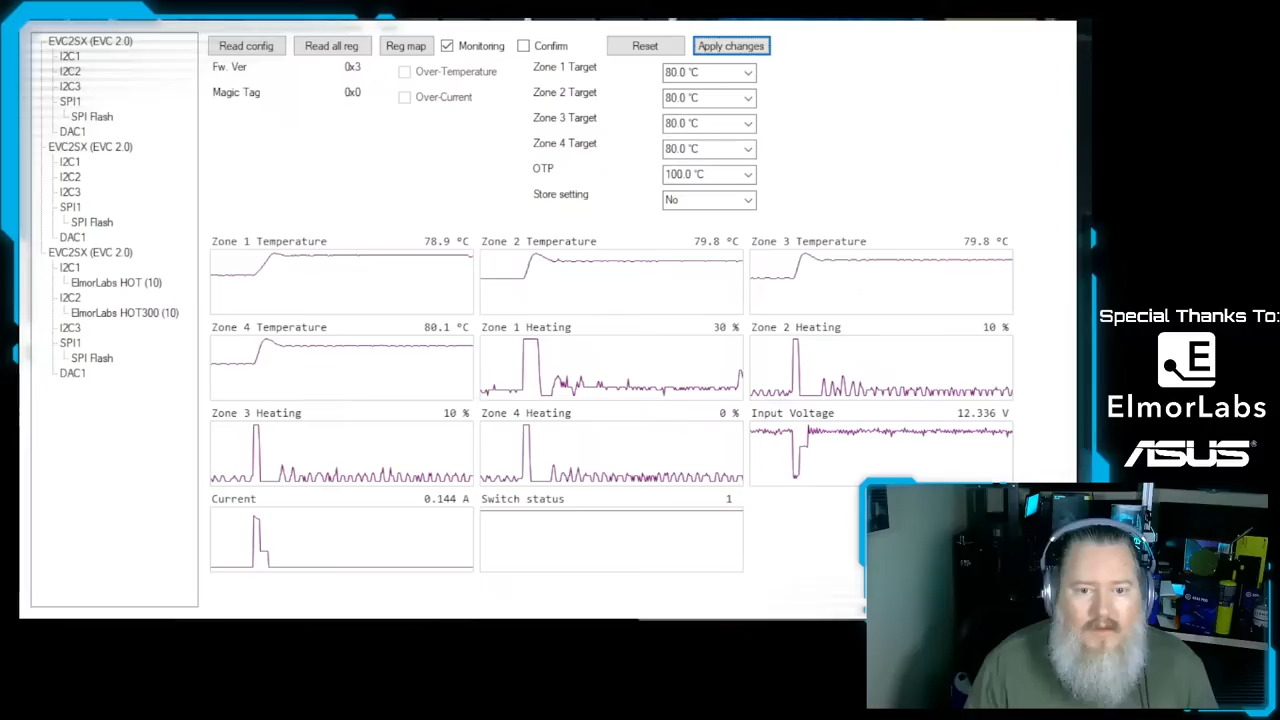 EVC2SX (EVC 2.0)
I2C1
I2C2
I2C3
SPI1
SPI Flash
DAC1
EVC2SX (EVC 2.0)
I2C1
I2C2
I2C3
SPI1
SPI Flash
DAC1
EVC2SX (EVC 2.0)
I2C1
ElmorLabs HOT (10)
I2C2
ElmorLabs HOT300 (10)
I2C3
SPI1
SPI Flash
DAC1
Read config Read all reg Reg map Monitoring Confirm Reset Apply changes
Fw. Ver 0x3 Over-Temperature Zone 1 Target 80.0 °C
Magic Tag 0x0 Over-Current Zone 2 Target 80.0 °C
Zone 3 Target 80.0 °C
Zone 4 Target 80.0 °C
OTP 100.0 °C
Store setting No
Zone 1 Temperature 78.9 °C Zone 2 Temperature 79.8 °C Zone 3 Temperature 79.8 °C
Zone 4 Temperature 80.1 °C Zone 1 Heating 30 % Zone 2 Heating 10 %
Zone 3 Heating 10 % Zone 4 Heating 0 % Input Voltage 12.336 V
Current 0.144 A Switch status 1
Special Thanks To:
E
ElmorLabs
ASUS